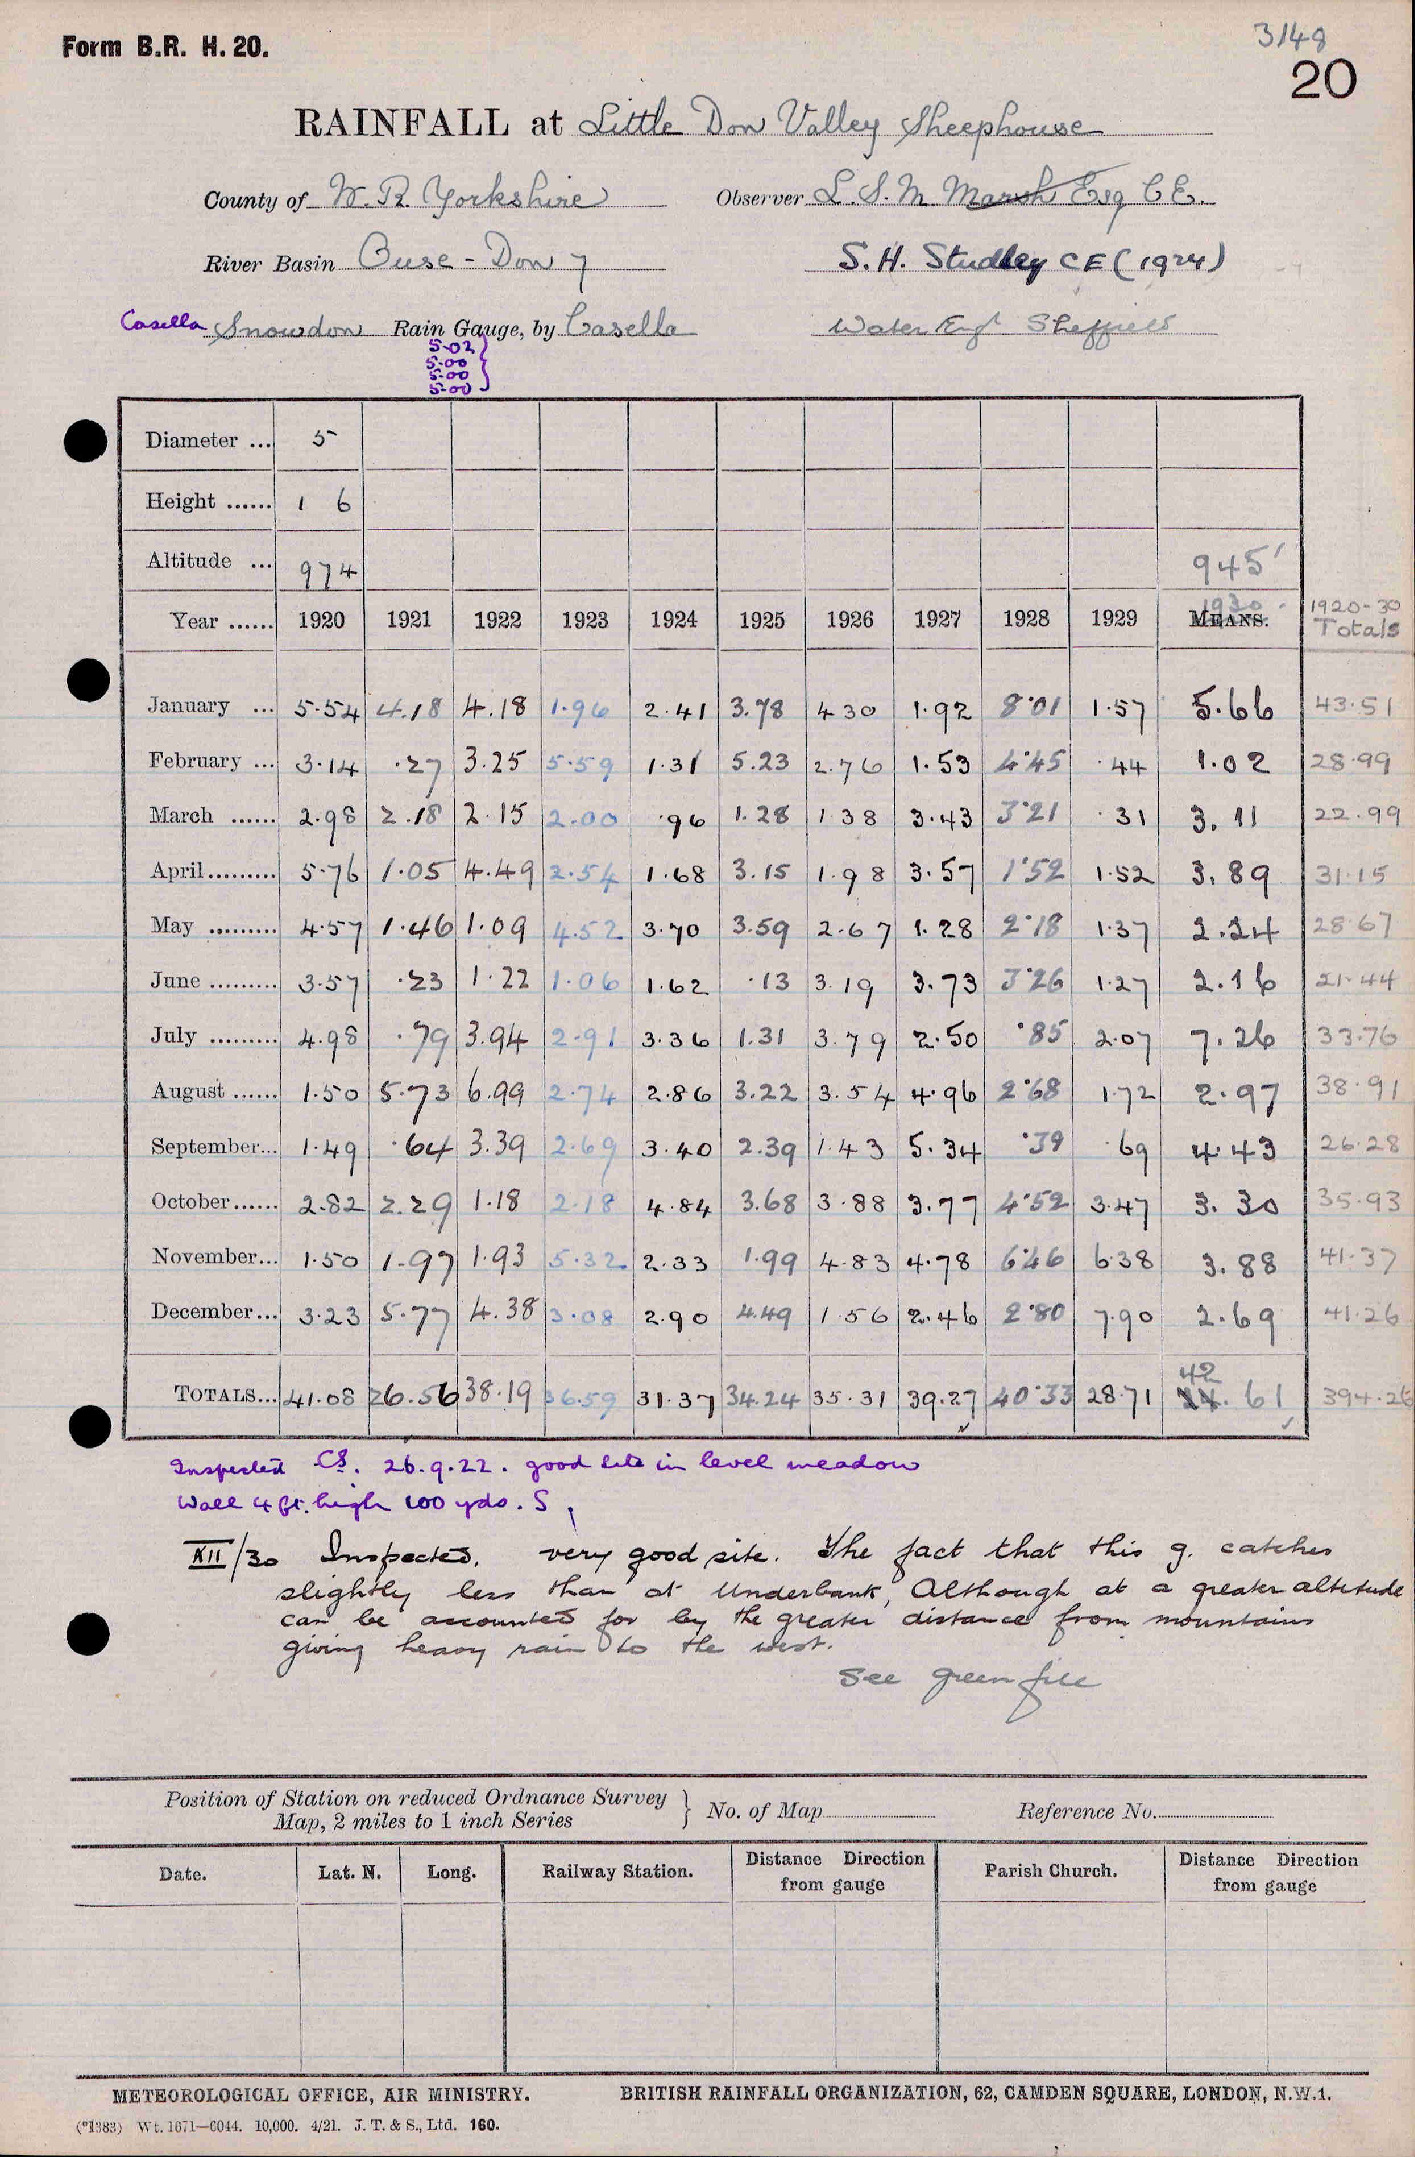 3148
Form B.R. H. 20.
20
RAINFALL at Little Don Valley Sheephouse
County of W. R. Yorkshire Observer L. S. M. Marsh Esq C E.
River Basin Ouse - Don 7 S. H. Studley C E (1924)
Casella Snowdon Rain Gauge, by Casella Water Engr Sheffield
5.02
5.00
5.00
5.00
Diameter ... 5
Height ...... 1 6
Altitude ... 974 945'
Year ...... 1920 1921 1922 1923 1924 1925 1926 1927 1928 1929 MEANS. 1930 1920-30 Totals
January ... 5.54 4.18 4.18 1.96 2.41 3.78 4 30 1.92 8.01 1.57 5.66 43.51
February ... 3.14 .27 3.25 5.59 1.31 5.23 2.76 1.53 4.45 .44 1.02 28.99
March ...... 2.98 2.18 2.15 2.00 .96 1.28 1 38 3.43 3.21 .31 3.11 22.99
April......... 5.76 1.05 4.49 2.54 1.68 3.15 1.98 3.57 1.52 1.52 3.89 31.15
May ......... 4.57 1.46 1.09 4.52 3.70 3.59 2.67 1.28 2.18 1.37 2.24 28.67
June ......... 3.57 .23 1.22 1.06 1.62 .13 3.19 3.73 3.26 1.27 2.16 21.44
July ......... 4.98 .79 3.94 2.91 3.36 1.31 3.79 2.50 .85 2.07 7.26 33.76
August ...... 1.50 5.73 6.99 2.74 2.86 3.22 3.54 4.96 2.68 1.72 2.97 38.91
September... 1.49 .64 3.39 2.69 3.40 2.39 1.43 5.34 .39 .69 4.43 26.28
October...... 2.82 2.29 1.18 2.18 4.84 3.68 3.88 3.77 4.52 3.47 3.30 35.93
November... 1.50 1.97 1.93 5.32 2.33 1.99 4.83 4.78 6.46 6.38 3.88 41.37
December... 3.23 5.77 4.38 3.08 2.90 4.49 1.56 2.46 2.80 7.90 2.69 41.26
TOTALS... 41.08 26.56 38.19 36.59 31.37 34.24 35.31 39.27 40.33 28.71 42.61 394.26
Inspected CS. 26.9.22. good site in level meadow
Wall 4 ft. high 100 yds. S
XII/30 Inspected. very good site. The fact that this g. catches
slightly less than at Underbank, Although at a greater altitude
can be accounted for by the greater distance from mountains
giving heavy rain to the west.
See green file
Position of Station on reduced Ordnance Survey
Map, 2 miles to 1 inch Series
No. of Map Reference No.
Date. Lat. N. Long. Railway Station. Distance Direction from gauge Parish Church. Distance Direction from gauge
METEOROLOGICAL OFFICE, AIR MINISTRY. BRITISH RAINFALL ORGANIZATION, 62, CAMDEN SQUARE, LONDON, N.W.1.
(*1383) Wt. 1671—6044. 10,000. 4/21. J. T. & S., Ltd. 160.